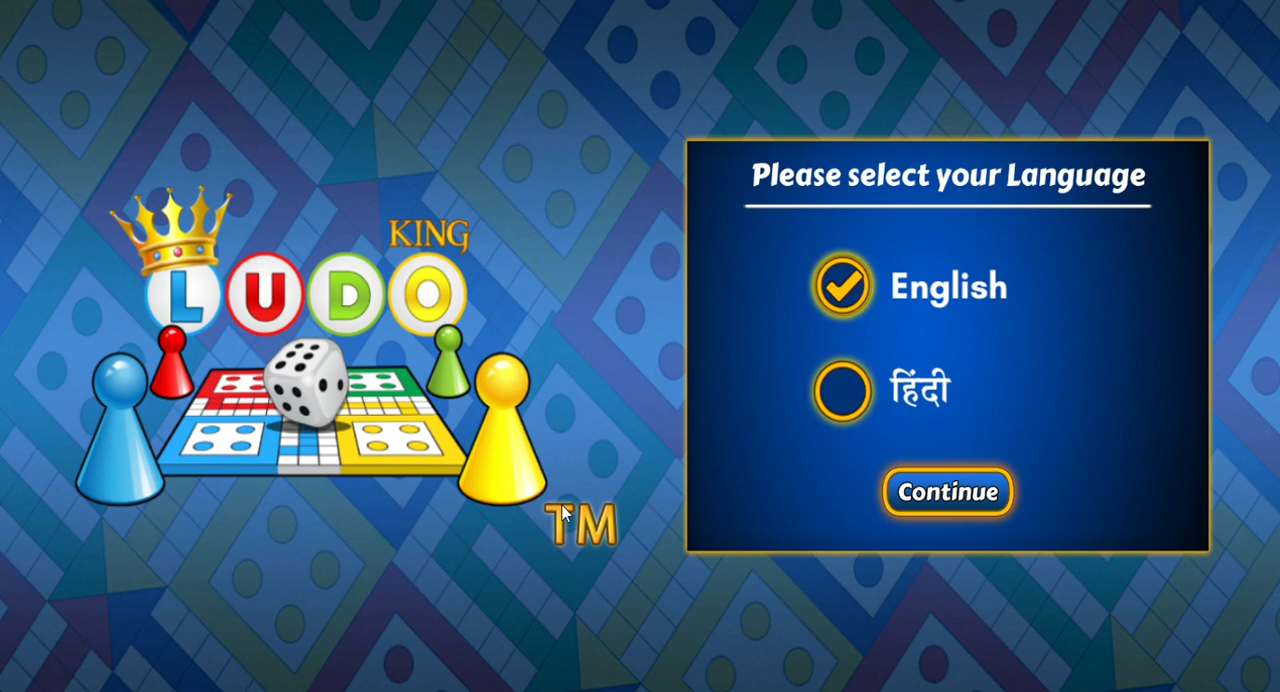 KING
LUDO
TM
Please select your Language
English
हिंदी
Continue